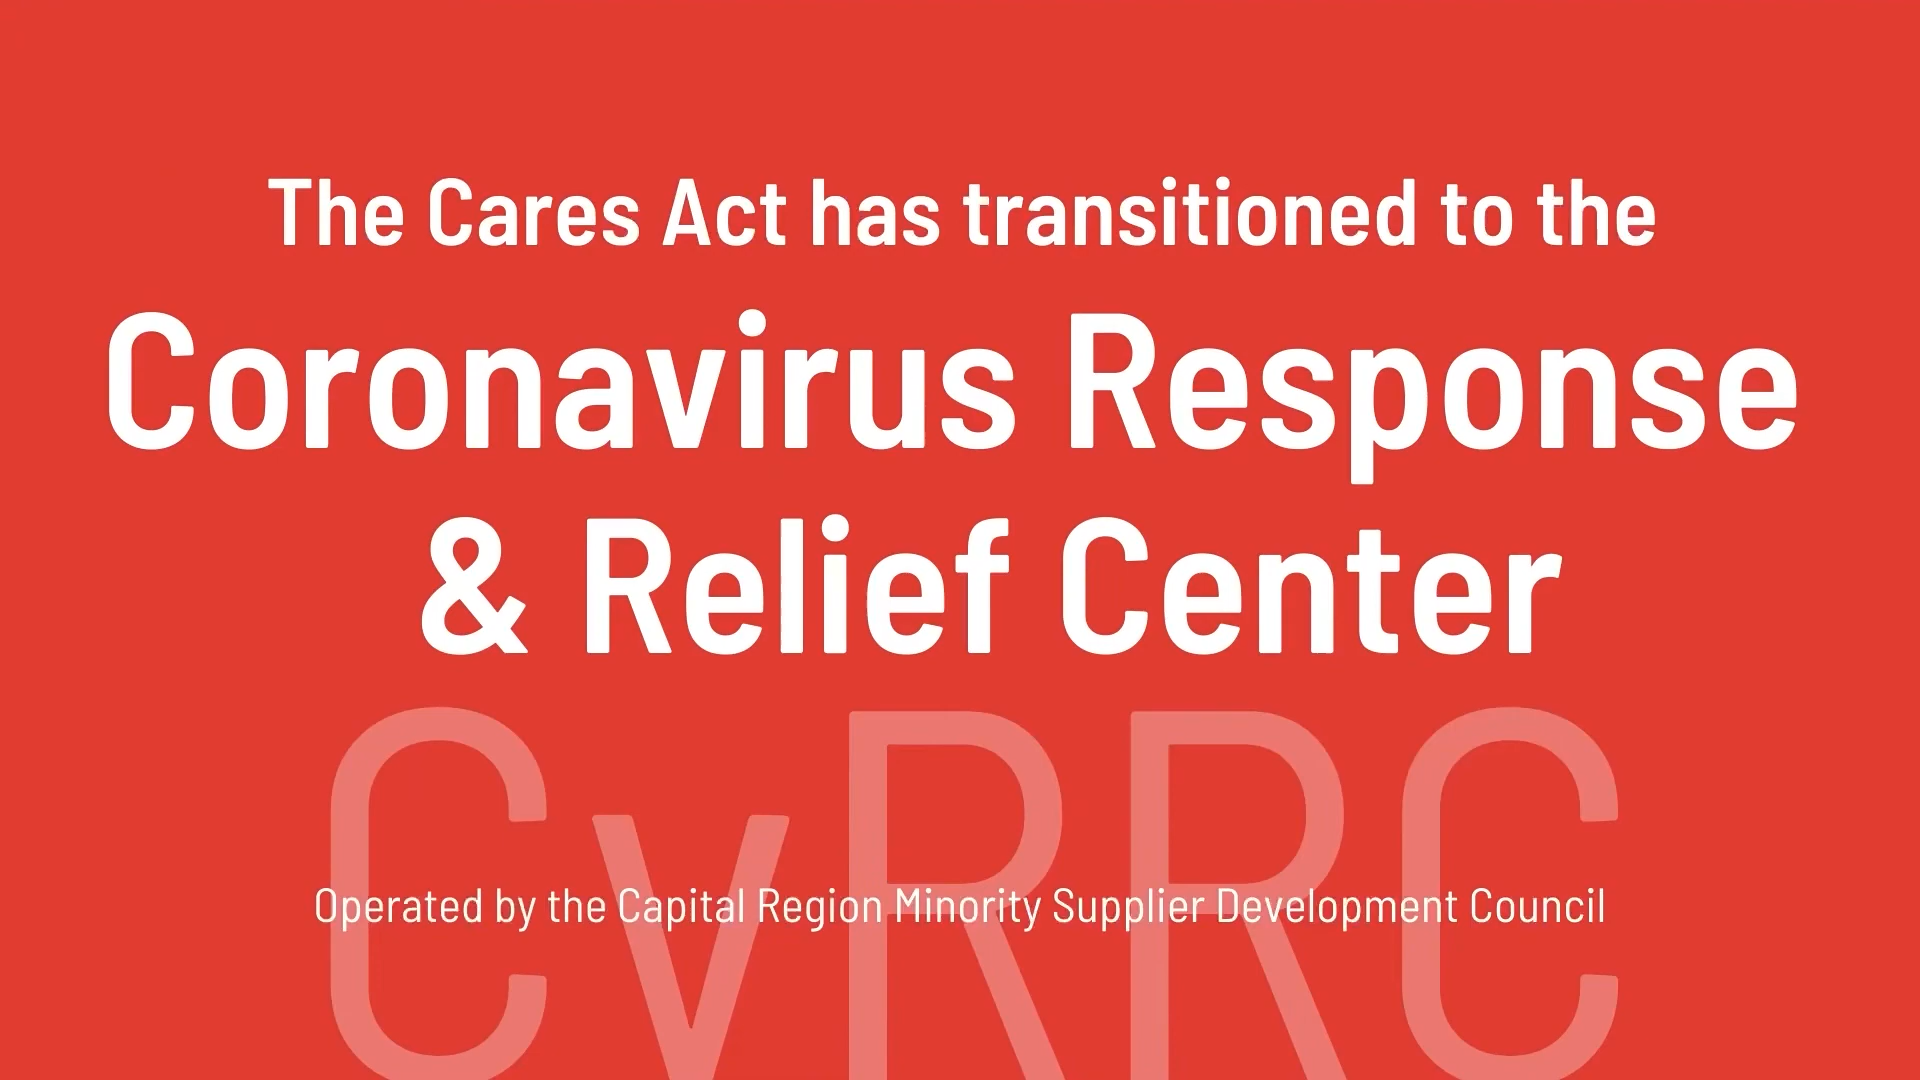 The Cares Act has transitioned to the
Coronavirus Response
& Relief Center
CvRRC
Operated by the Capital Region Minority Supplier Development Council